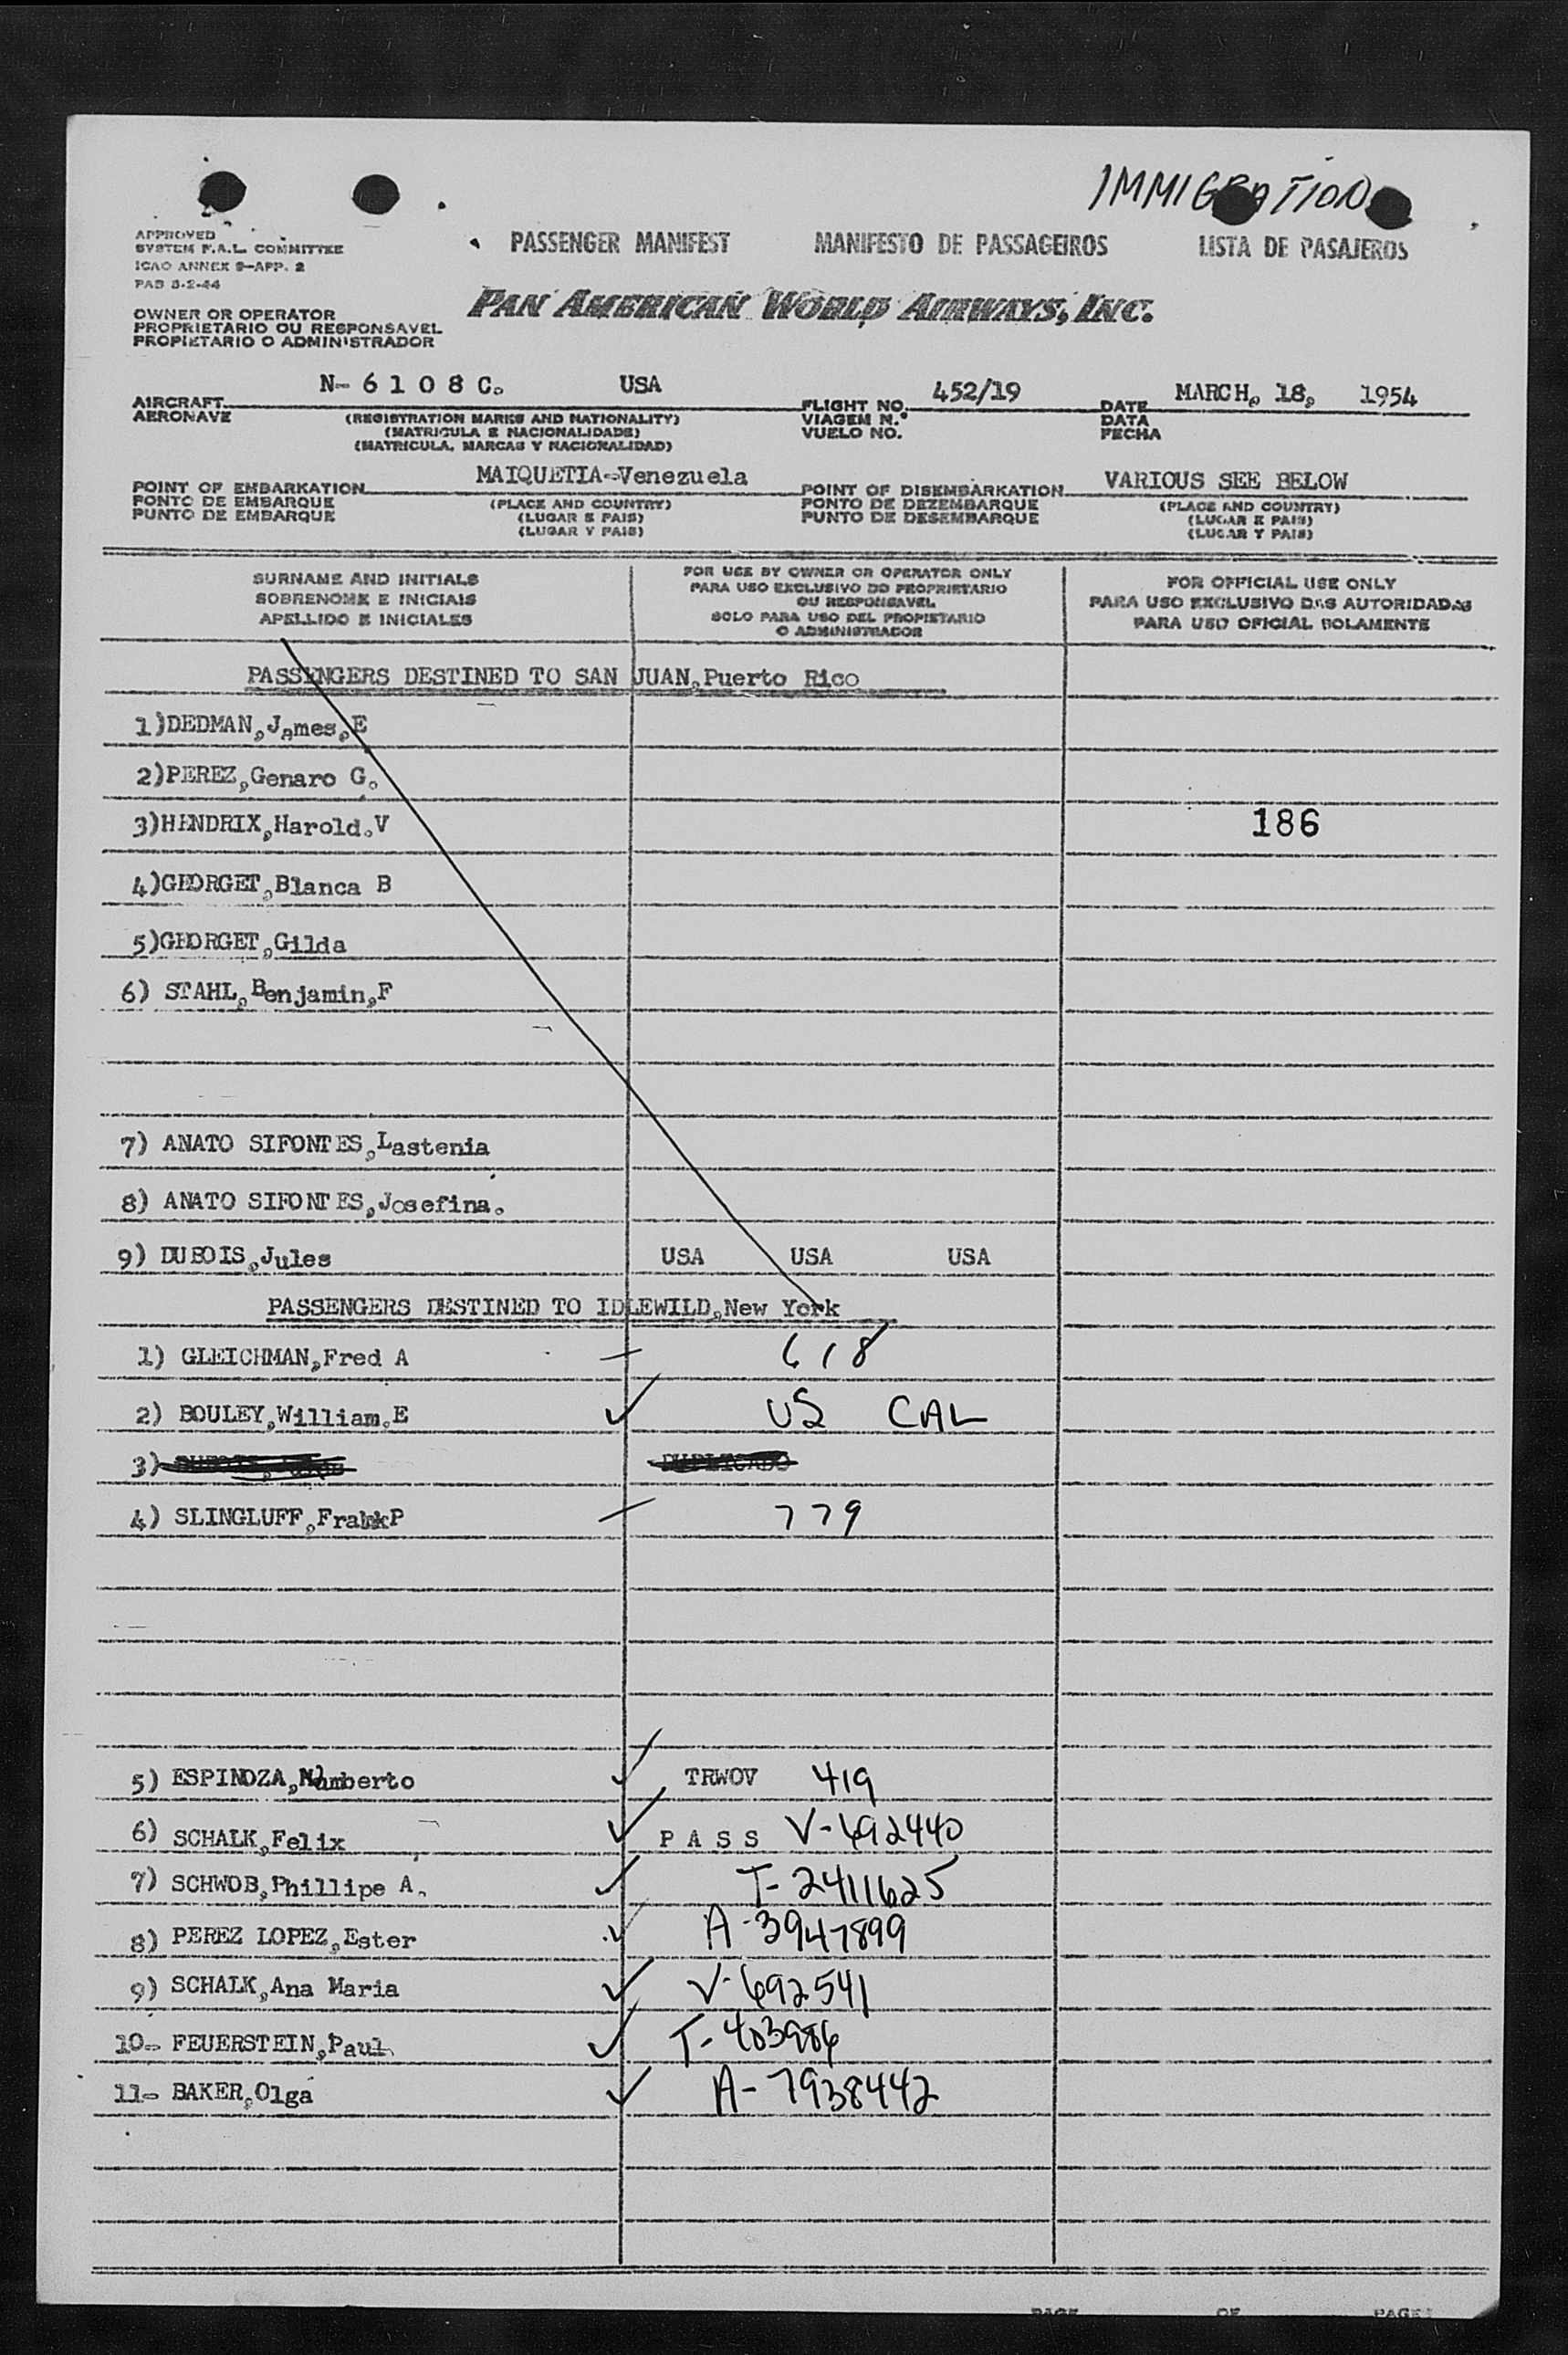 IMMIGRATION
APPROVED
SYSTEM F.A.L. COMMITTEE
ICAO ANNEX 9-APP. 2
PAB 3-2-44
PASSENGER MANIFEST MANIFESTO DE PASSAGEIROS LISTA DE PASAJEROS
OWNER OR OPERATOR
PROPRIETARIO OU RESPONSAVEL
PROPIETARIO O ADMINISTRADOR
PAN AMERICAN WORLD AIRWAYS, INC.
AIRCRAFT N- 6 1 0 8 C. USA FLIGHT NO. 452/19 DATE MARCH, 18, 1954
AERONAVE (REGISTRATION MARKS AND NATIONALITY) VIAGEM N.° DATA
(MATRICULA E NACIONALIDADE) VUELO NO. FECHA
(MATRICULA, MARCAS Y NACIONALIDAD)
POINT OF EMBARKATION MAIQUETIA-Venezuela POINT OF DISEMBARKATION VARIOUS SEE BELOW
PONTO DE EMBARQUE (PLACE AND COUNTRY) PONTO DE DEZEMBARQUE (PLACE AND COUNTRY)
PUNTO DE EMBARQUE (LUGAR E PAIS) PUNTO DE DESEMBARQUE (LUGAR E PAIS)
(LUGAR Y PAIS) (LUGAR Y PAIS)
SURNAME AND INITIALS
SOBRENOME E INICIAIS
APELLIDO E INICIALES
FOR USE BY OWNER OR OPERATOR ONLY
PARA USO EXCLUSIVO DO PROPRIETARIO
OU RESPONSAVEL
SOLO PARA USO DEL PROPIETARIO
O ADMINISTRADOR
FOR OFFICIAL USE ONLY
PARA USO EXCLUSIVO DAS AUTORIDADAS
PARA USO OFICIAL SOLAMENTE
PASSENGERS DESTINED TO SAN JUAN, Puerto Rico
1)DEDMAN, James, E
2)PEREZ, Genaro G.
3)HENDRIX, Harold.V 186
4)GEORGET, Blanca B
5)GEORGET, Gilda
6) STAHL, Benjamin, F
7) ANATO SIFONTES, Lastenia
8) ANATO SIFONTES, Josefina.
9) DUBOIS, Jules USA USA USA
PASSENGERS DESTINED TO IDLEWILD, New York
1) GLEICHMAN, Fred A 618
2) BOULEY, William.E US CAL
3) DUPLICADO
4) SLINGLUFF, Frank P 779
5) ESPINOZA, TRWOV 419
6) SCHALK, Felix P A S S V-692440
7) SCHWOB, Phillipe A. T-2411625
8) PEREZ LOPEZ, Ester A-3947899
9) SCHALK, Ana Maria V-692541
10- FEUERSTEIN, Paul T-403986
11- BAKER, Olga A-7938442
PAGE OF PAGES